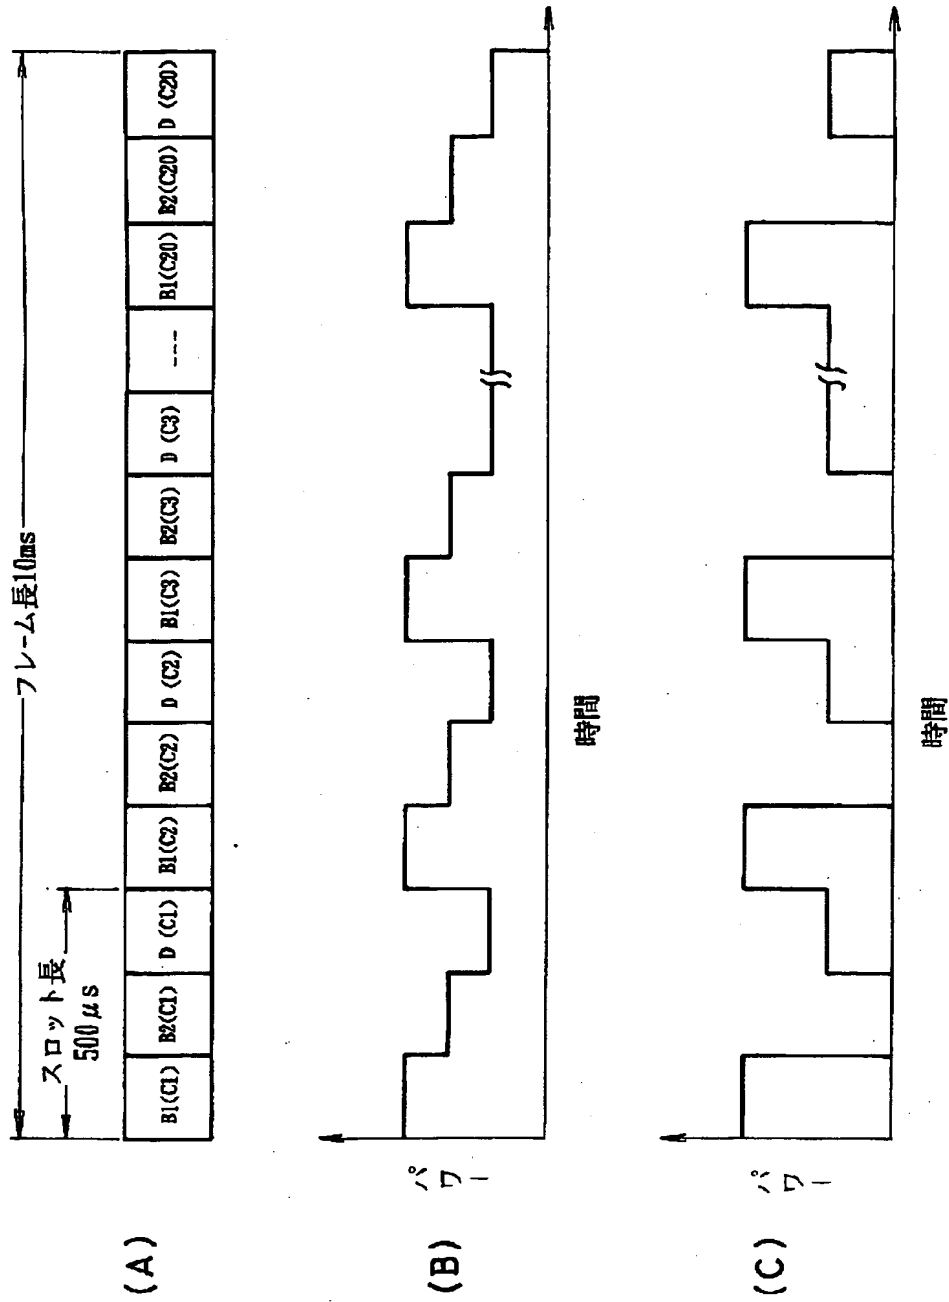 フレーム長10ms
スロット長
500μs
(A)
B1(C1) B2(C1) D(C1) B1(C2) B2(C2) D(C2) B1(C3) B2(C3) D(C3) --- B1(C20) B2(C20) D(C20)
(B)
パワー
時間
(C)
パワー
時間